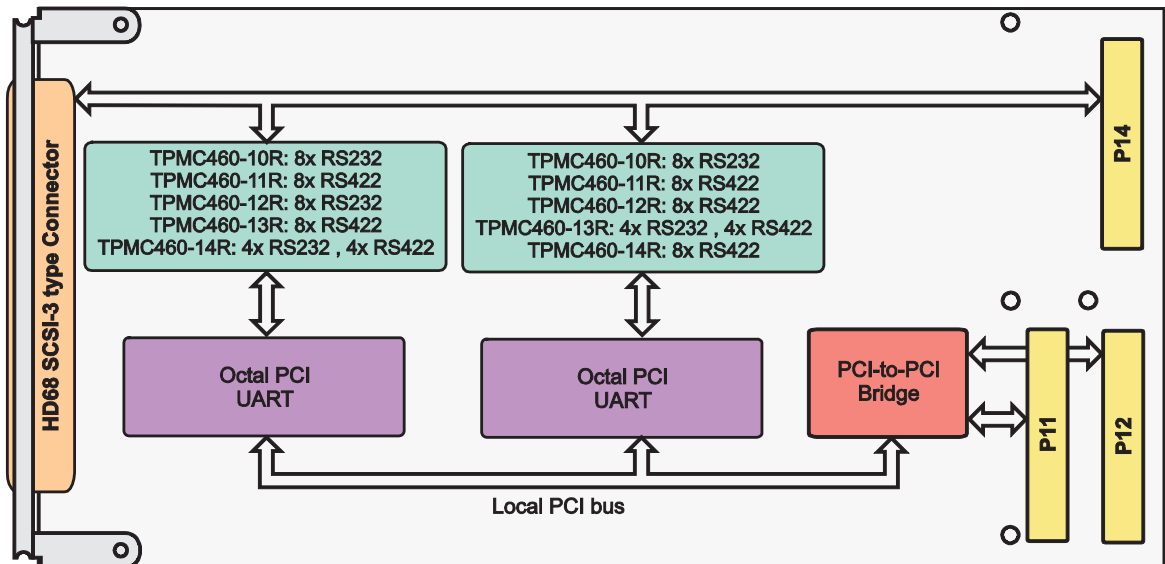 HD68 SCSI-3 type Connector
TPMC460-10R: 8x RS232
TPMC460-11R: 8x RS422
TPMC460-12R: 8x RS232
TPMC460-13R: 8x RS422
TPMC460-14R: 4x RS232 , 4x RS422
TPMC460-10R: 8x RS232
TPMC460-11R: 8x RS422
TPMC460-12R: 8x RS422
TPMC460-13R: 4x RS232 , 4x RS422
TPMC460-14R: 8x RS422
P14
Octal PCI
UART
Octal PCI
UART
PCI-to-PCI
Bridge
P11
P12
Local PCI bus